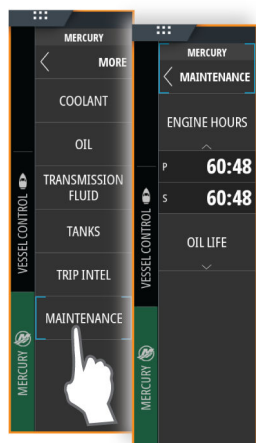 MERCURY
MORE
COOLANT
OIL
TRANSMISSION
FLUID
TANKS
TRIP INTEL
MAINTENANCE
VESSEL CONTROL
MERCURY
MERCURY
MAINTENANCE
ENGINE HOURS
P 60:48
S 60:48
OIL LIFE
VESSEL CONTROL
MERCURY